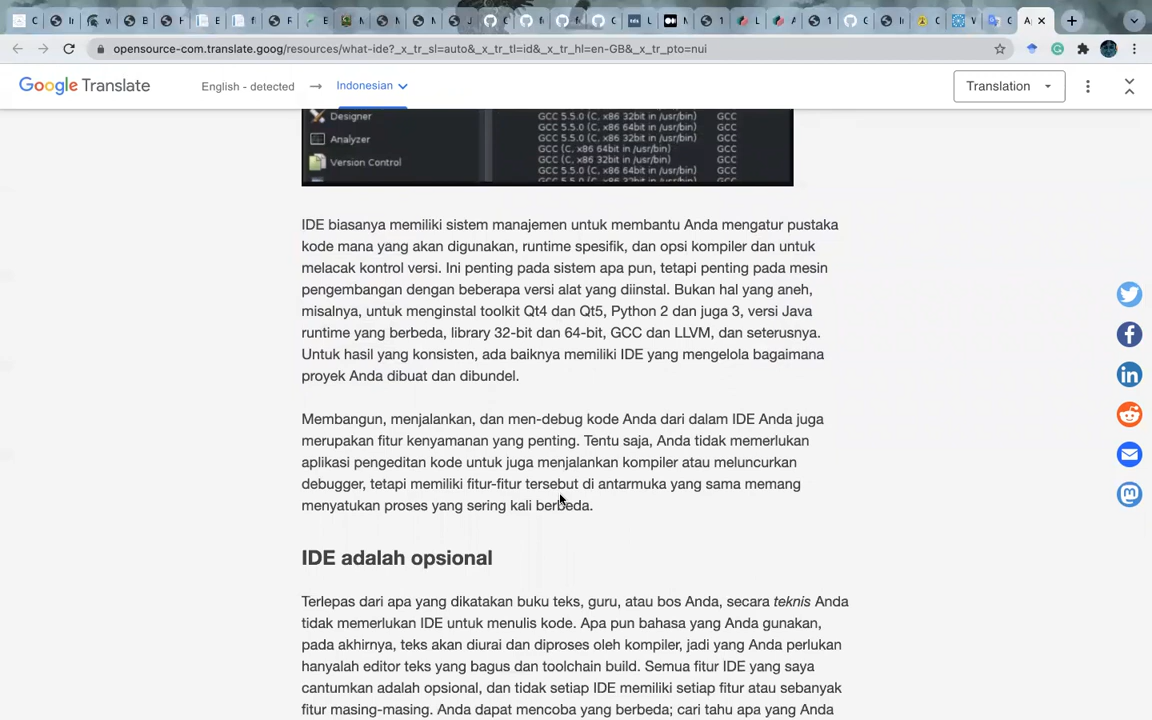 opensource-com.translate.goog/resources/what-ide?_x_tr_sl=auto&_x_tr_tl=id&_x_tr_hl=en-GB&_x_tr_pto=nui
Google Translate
English - detected
Indonesian
Translation
Designer
Analyzer
Version Control
GCC 5.5.0 (C, x86 32bit in /usr/bin) GCC
GCC 5.5.0 (C, x86 64bit in /usr/bin) GCC
GCC 5.5.0 (C, x86 32bit in /usr/bin) GCC
GCC (C, x86 64bit in /usr/bin) GCC
GCC (C, x86 32bit in /usr/bin) GCC
GCC 5.5.0 (C, x86 64bit in /usr/bin) GCC
GCC 5.5.0 (C, x86 32bit in /usr/bin) GCC
IDE biasanya memiliki sistem manajemen untuk membantu Anda mengatur pustaka
kode mana yang akan digunakan, runtime spesifik, dan opsi kompiler dan untuk
melacak kontrol versi. Ini penting pada sistem apa pun, tetapi penting pada mesin
pengembangan dengan beberapa versi alat yang diinstal. Bukan hal yang aneh,
misalnya, untuk menginstal toolkit Qt4 dan Qt5, Python 2 dan juga 3, versi Java
runtime yang berbeda, library 32-bit dan 64-bit, GCC dan LLVM, dan seterusnya.
Untuk hasil yang konsisten, ada baiknya memiliki IDE yang mengelola bagaimana
proyek Anda dibuat dan dibundel.
Membangun, menjalankan, dan men-debug kode Anda dari dalam IDE Anda juga
merupakan fitur kenyamanan yang penting. Tentu saja, Anda tidak memerlukan
aplikasi pengeditan kode untuk juga menjalankan kompiler atau meluncurkan
debugger, tetapi memiliki fitur-fitur tersebut di antarmuka yang sama memang
menyatukan proses yang sering kali berbeda.
IDE adalah opsional
Terlepas dari apa yang dikatakan buku teks, guru, atau bos Anda, secara teknis Anda
tidak memerlukan IDE untuk menulis kode. Apa pun bahasa yang Anda gunakan,
pada akhirnya, teks akan diurai dan diproses oleh kompiler, jadi yang Anda perlukan
hanyalah editor teks yang bagus dan toolchain build. Semua fitur IDE yang saya
cantumkan adalah opsional, dan tidak setiap IDE memiliki setiap fitur atau sebanyak
fitur masing-masing. Anda dapat mencoba yang berbeda; cari tahu apa yang Anda